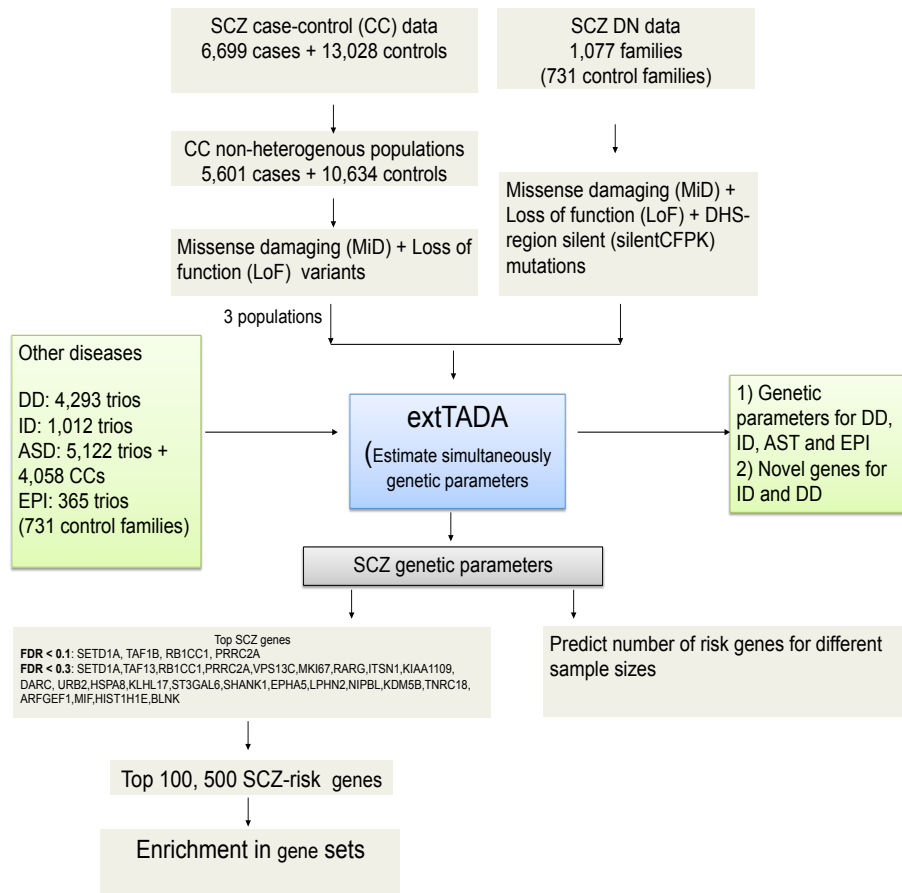 SCZ case-control (CC) data
6,699 cases + 13,028 controls
SCZ DN data
1,077 families
(731 control families)
CC non-heterogenous populations
5,601 cases + 10,634 controls
Missense damaging (MiD) + Loss of
function (LoF) variants
Missense damaging (MiD) +
Loss of function (LoF) + DHS-
region silent (silentCFPK)
mutations
3 populations
Other diseases
DD: 4,293 trios
ID: 1,012 trios
ASD: 5,122 trios +
4,058 CCs
EPI: 365 trios
(731 control families)
extTADA
(Estimate simultaneously
genetic parameters
1) Genetic
parameters for DD,
ID, AST and EPI
2) Novel genes for
ID and DD
SCZ genetic parameters
Top SCZ genes
FDR < 0.1: SETD1A, TAF1B, RB1CC1, PRRC2A
FDR < 0.3: SETD1A,TAF13,RB1CC1,PRRC2A,VPS13C,MKI67,RARG,ITSN1,KIAA1109,
DARC, URB2,HSPA8,KLHL17,ST3GAL6,SHANK1,EPHA5,LPHN2,NIPBL,KDM5B,TNRC18,
ARFGEF1,MIF,HIST1H1E,BLNK
Predict number of risk genes for different
sample sizes
Top 100, 500 SCZ-risk genes
Enrichment in gene sets